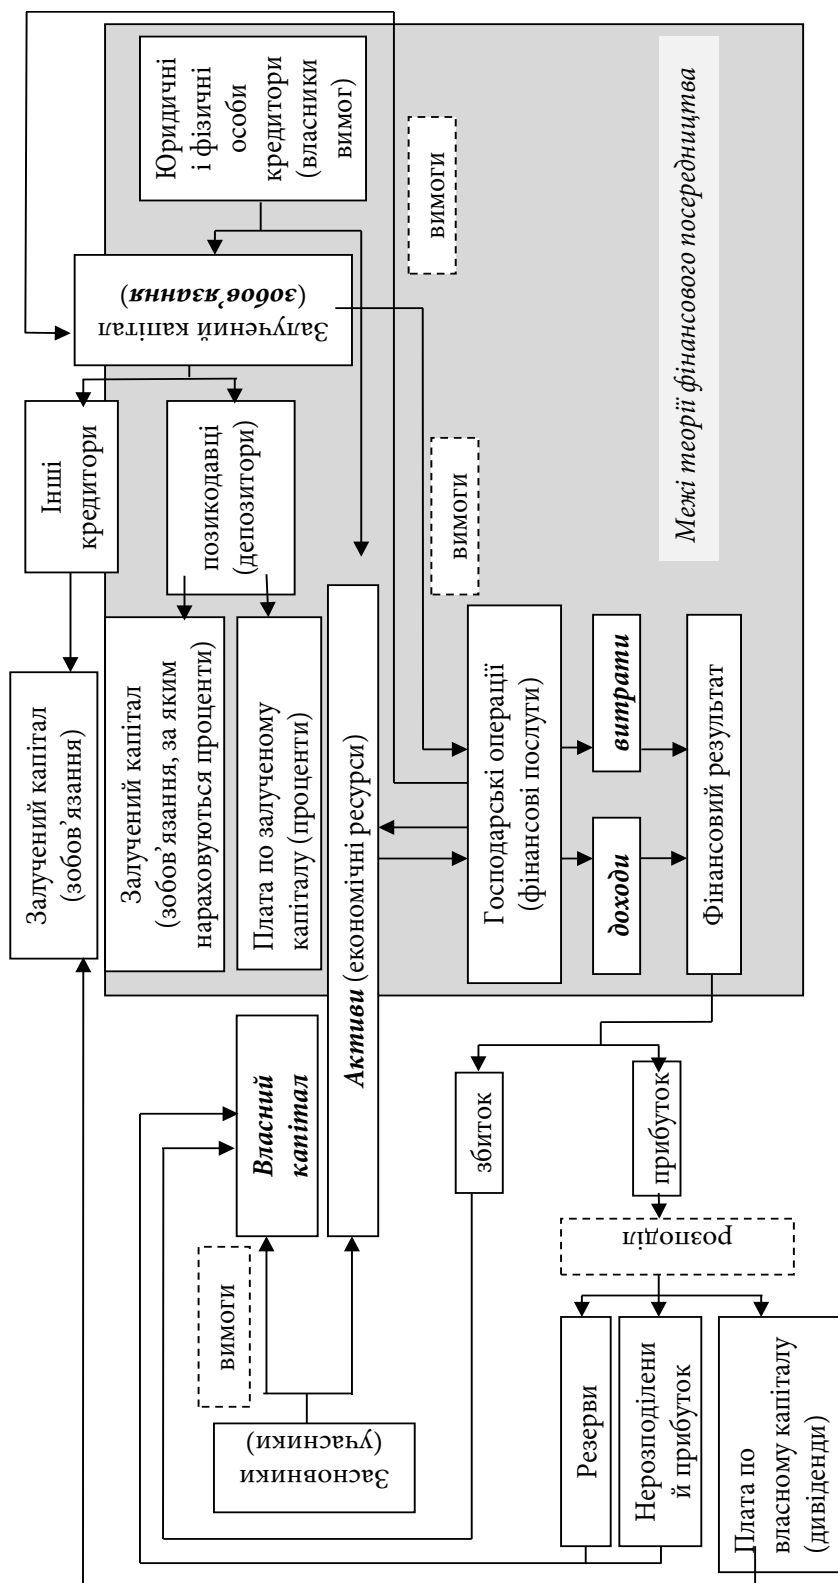 Засновники
(учасники)
вимоги
Власний
капітал
Активи (економічні ресурси)
Залучений капітал
(зобов’язання)
Залучений капітал
(зобов’язання, за яким
нараховуються проценти)
Плата по залученому
капіталу (проценти)
Інші
кредитори
позикодавці
(депозитори)
Залучений капітал
(зобов’язання)
Юридичні
і фізичні
особи
кредитори
(власники
вимог)
вимоги
вимоги
Господарські операції
(фінансові послуги)
доходи
витрати
Фінансовий результат
Межі теорії фінансового посередництва
збиток
прибуток
розподіл
Резерви
Нерозподілени
й прибуток
Плата по
власному капіталу
(дивіденди)